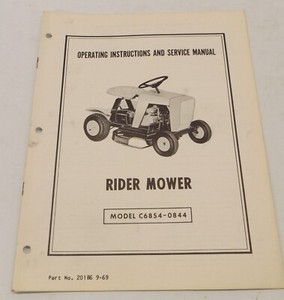 OPERATING INSTRUCTIONS AND SERVICE MANUAL
RIDER MOWER
MODEL C6854-0844
Part No. 20186 9-69